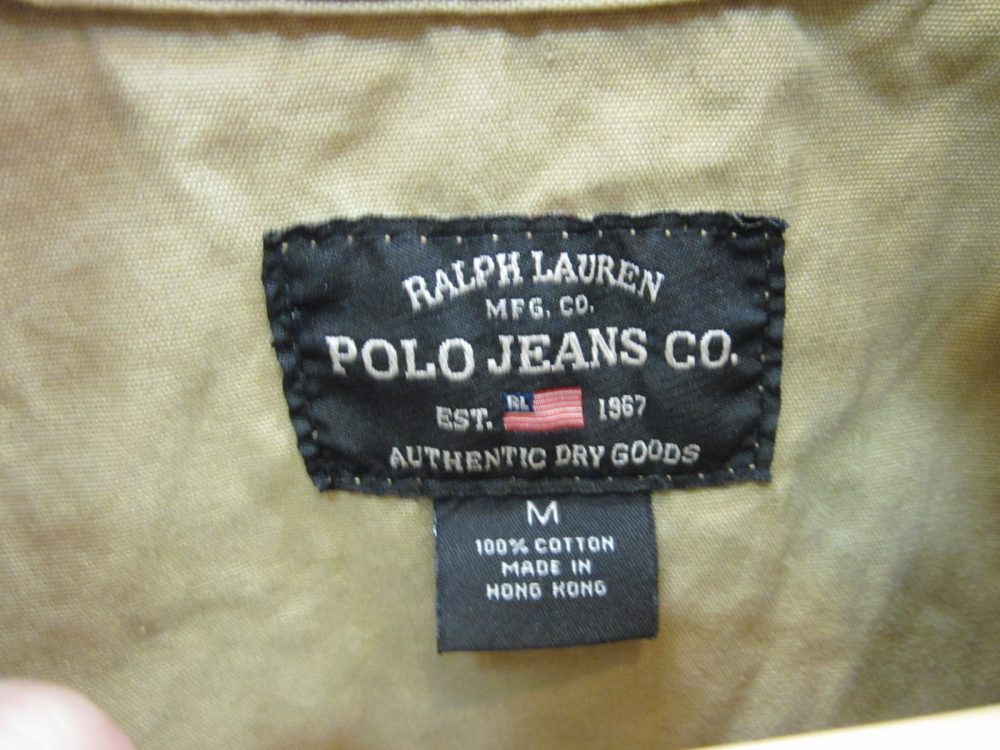 RALPH LAUREN
MFG. CO.
POLO JEANS CO.
EST. RL 1967
AUTHENTIC DRY GOODS
M
100% COTTON
MADE IN
HONG KONG